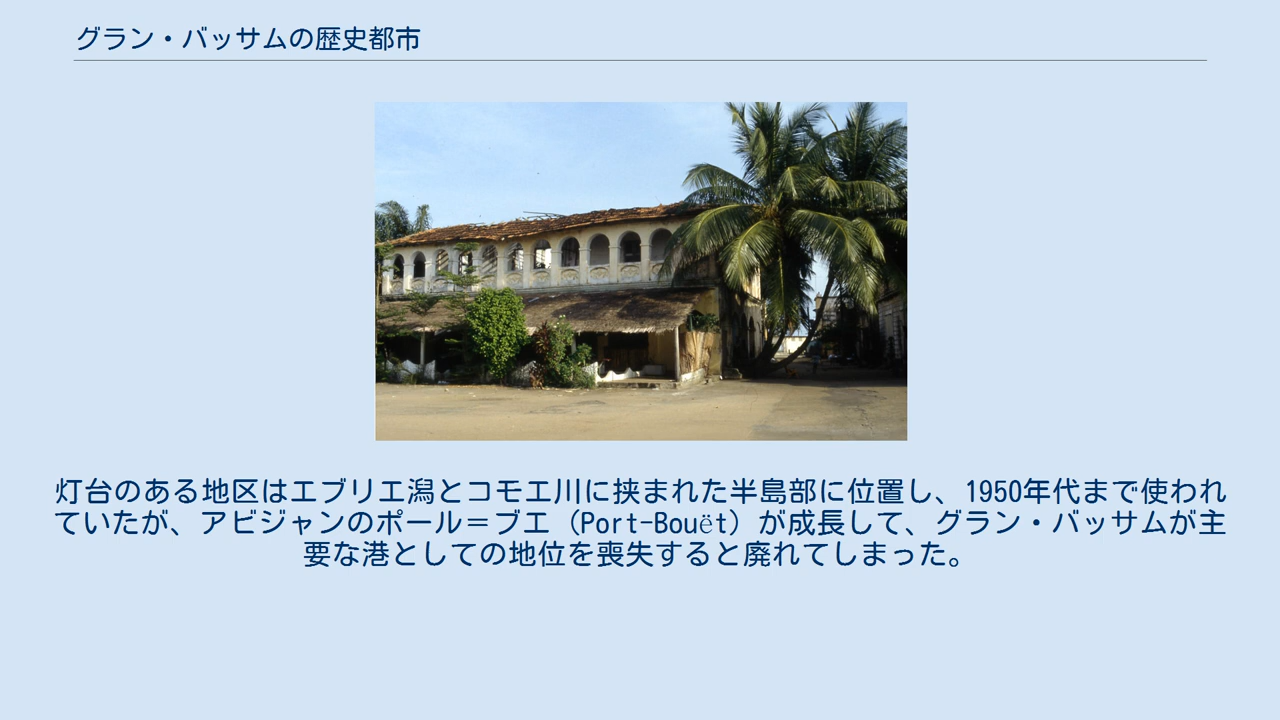 グラン・バッサムの歴史都市
灯台のある地区はエブリエ潟とコモエ川に挟まれた半島部に位置し、1950年代まで使われ
ていたが、アビジャンのポール＝ブエ（Port-Bouët）が成長して、グラン・バッサムが主
要な港としての地位を喪失すると廃れてしまった。